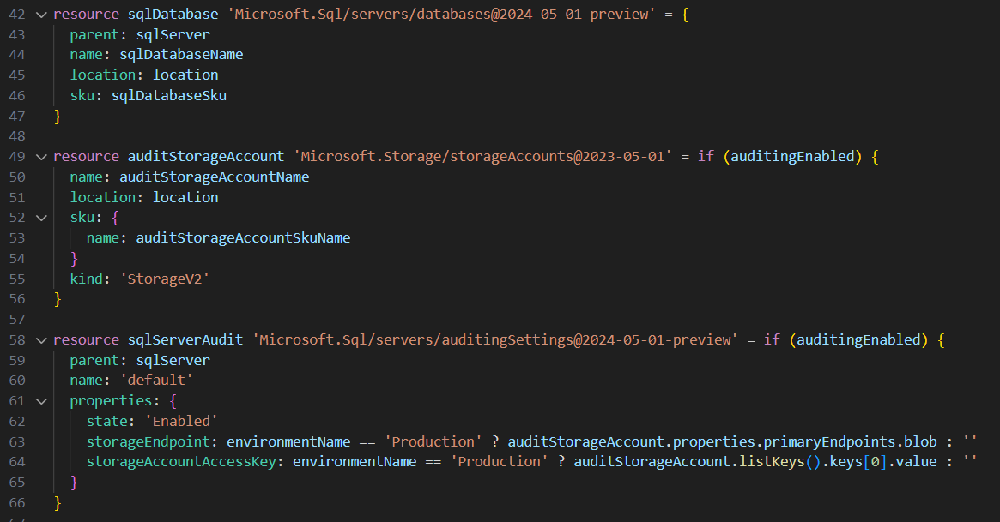 42 resource sqlDatabase 'Microsoft.Sql/servers/databases@2024-05-01-preview' = {
43   parent: sqlServer
44   name: sqlDatabaseName
45   location: location
46   sku: sqlDatabaseSku
47 }
48
49 resource auditStorageAccount 'Microsoft.Storage/storageAccounts@2023-05-01' = if (auditingEnabled) {
50   name: auditStorageAccountName
51   location: location
52   sku: {
53     name: auditStorageAccountSkuName
54   }
55   kind: 'StorageV2'
56 }
57
58 resource sqlServerAudit 'Microsoft.Sql/servers/auditingSettings@2024-05-01-preview' = if (auditingEnabled) {
59   parent: sqlServer
60   name: 'default'
61   properties: {
62     state: 'Enabled'
63     storageEndpoint: environmentName == 'Production' ? auditStorageAccount.properties.primaryEndpoints.blob : ''
64     storageAccountAccessKey: environmentName == 'Production' ? auditStorageAccount.listKeys().keys[0].value : ''
65   }
66 }